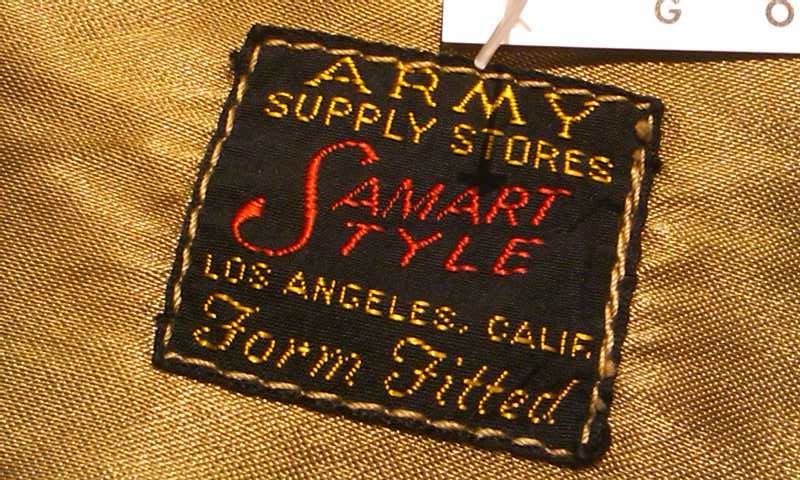 G O
ARMY
SUPPLY STORES
SAMART
STYLE
LOS ANGELES, CALIF.
Form Fitted